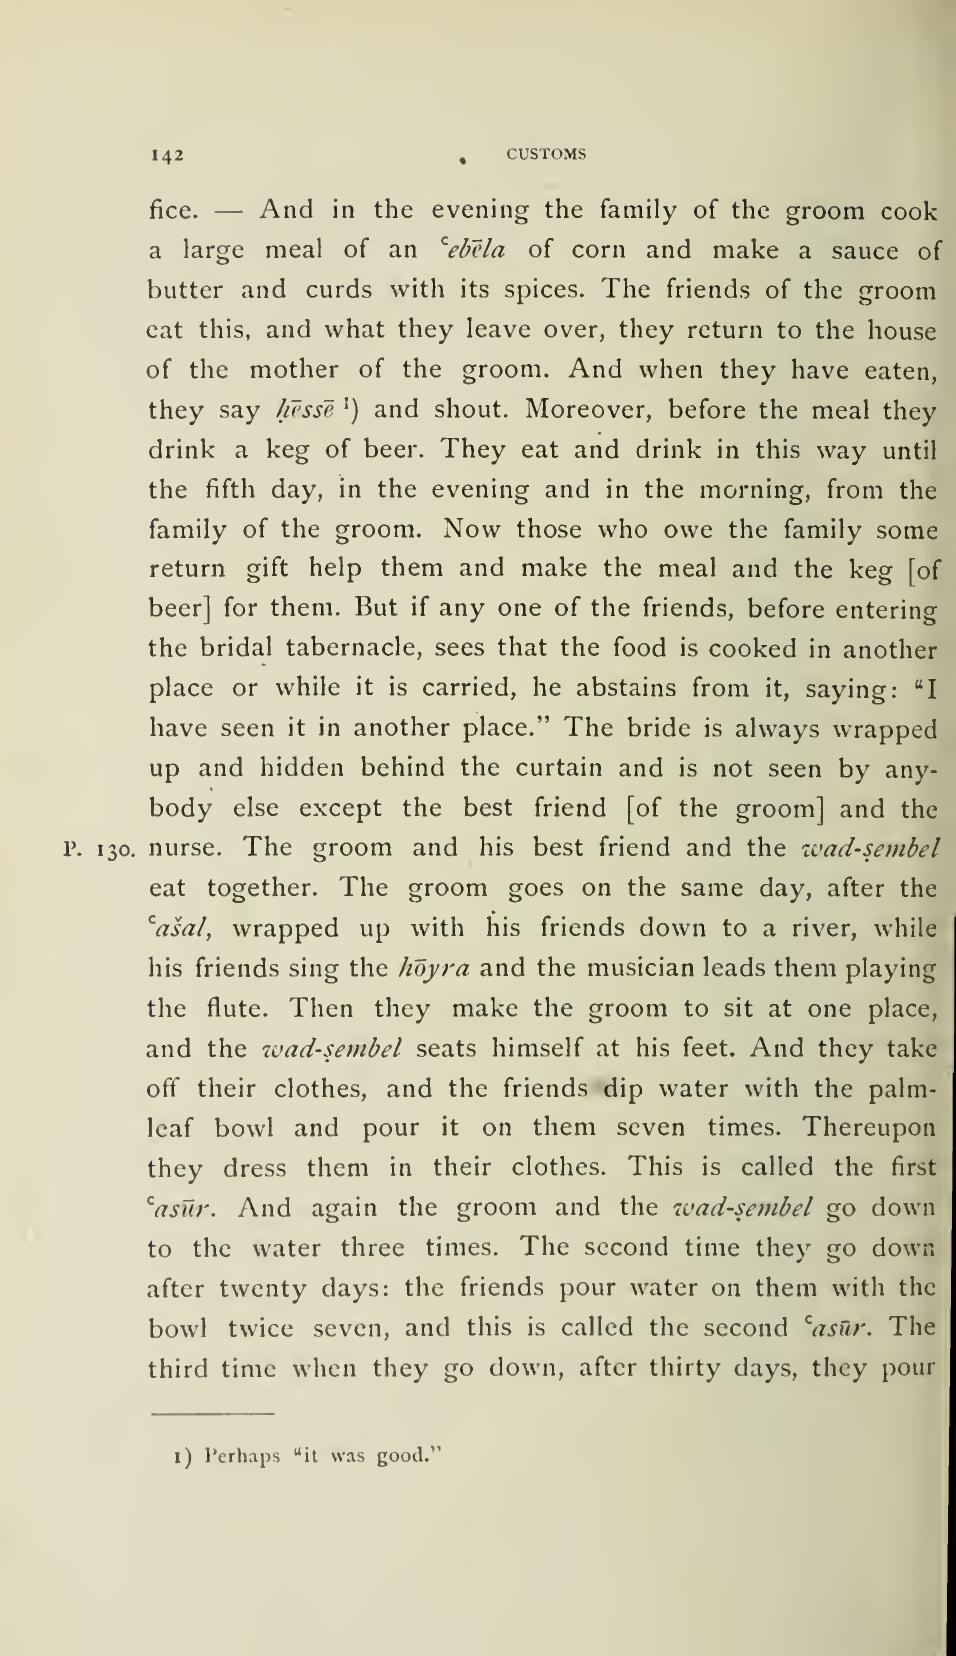 142 CUSTOMS
fice. — And in the evening the family of the groom cook
a large meal of an ʿebēla of corn and make a sauce of
butter and curds with its spices. The friends of the groom
eat this, and what they leave over, they return to the house
of the mother of the groom. And when they have eaten,
they say ḥēssē ¹) and shout. Moreover, before the meal they
drink a keg of beer. They eat and drink in this way until
the fifth day, in the evening and in the morning, from the
family of the groom. Now those who owe the family some
return gift help them and make the meal and the keg [of
beer] for them. But if any one of the friends, before entering
the bridal tabernacle, sees that the food is cooked in another
place or while it is carried, he abstains from it, saying: “I
have seen it in another place.” The bride is always wrapped
up and hidden behind the curtain and is not seen by any-
body else except the best friend [of the groom] and the
P. 130. nurse. The groom and his best friend and the wad-ṣembel
eat together. The groom goes on the same day, after the
ʿašal, wrapped up with his friends down to a river, while
his friends sing the hōyra and the musician leads them playing
the flute. Then they make the groom to sit at one place,
and the wad-ṣembel seats himself at his feet. And they take
off their clothes, and the friends dip water with the palm-
leaf bowl and pour it on them seven times. Thereupon
they dress them in their clothes. This is called the first
ʿasūr. And again the groom and the wad-ṣembel go down
to the water three times. The second time they go down
after twenty days: the friends pour water on them with the
bowl twice seven, and this is called the second ʿasūr. The
third time when they go down, after thirty days, they pour
1) Perhaps “it was good.”